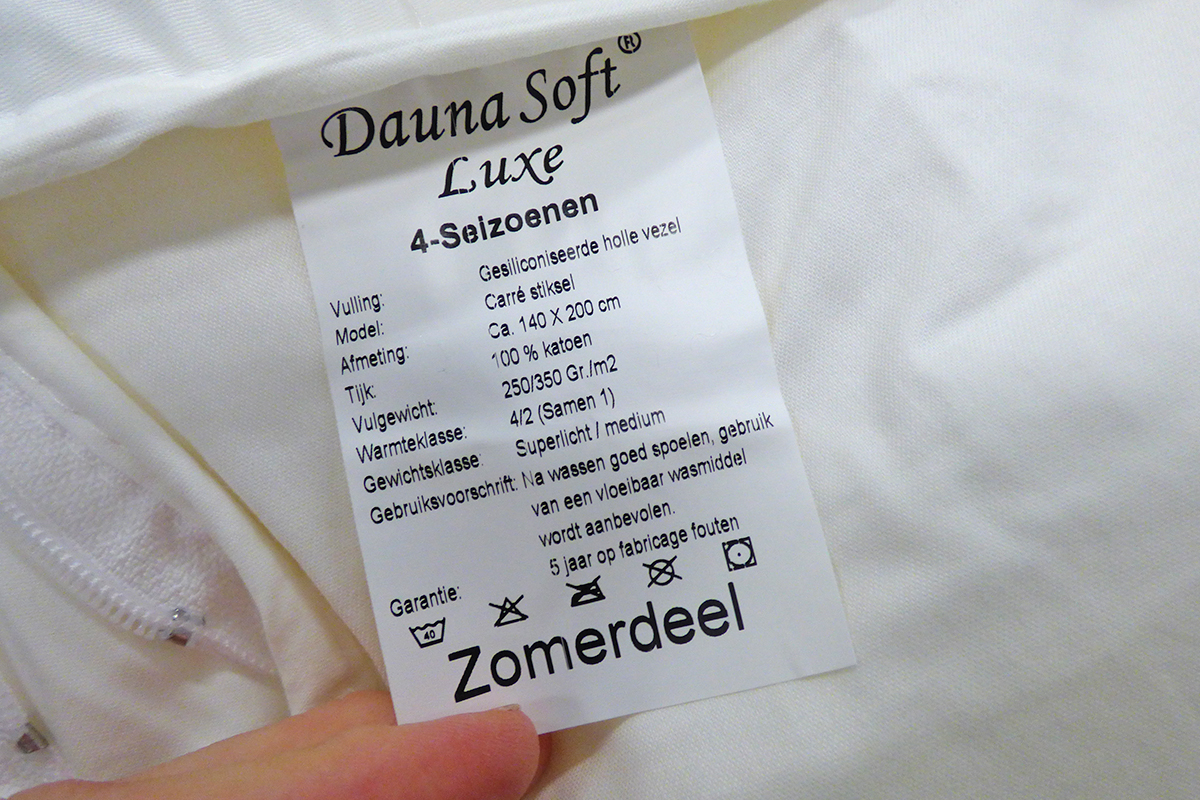 Dauna Soft®
Luxe
4-Seizoenen
Vulling: Gesiliconiseerde holle vezel
Model: Carré stiksel
Afmeting: Ca. 140 X 200 cm
Tijk: 100 % katoen
Vulgewicht: 250/350 Gr./m2
Warmteklasse: 4/2 (Samen 1)
Gewichtsklasse: Superlicht / medium
Gebruiksvoorschrift: Na wassen goed spoelen, gebruik
van een vloeibaar wasmiddel
wordt aanbevolen.
Garantie: 5 jaar op fabricage fouten
40
Zomerdeel